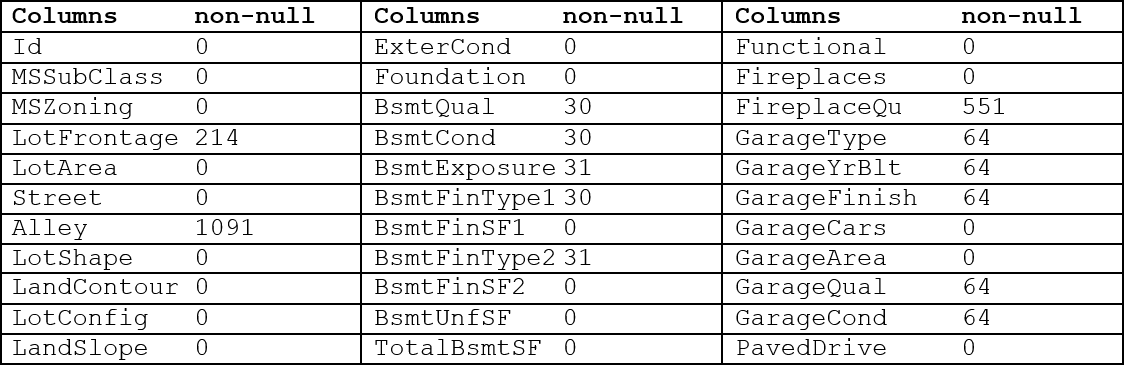 Columns non-null Columns non-null Columns non-null
Id 0 ExterCond 0 Functional 0
MSSubClass 0 Foundation 0 Fireplaces 0
MSZoning 0 BsmtQual 30 FireplaceQu 551
LotFrontage 214 BsmtCond 30 GarageType 64
LotArea 0 BsmtExposure 31 GarageYrBlt 64
Street 0 BsmtFinType1 30 GarageFinish 64
Alley 1091 BsmtFinSF1 0 GarageCars 0
LotShape 0 BsmtFinType2 31 GarageArea 0
LandContour 0 BsmtFinSF2 0 GarageQual 64
LotConfig 0 BsmtUnfSF 0 GarageCond 64
LandSlope 0 TotalBsmtSF 0 PavedDrive 0